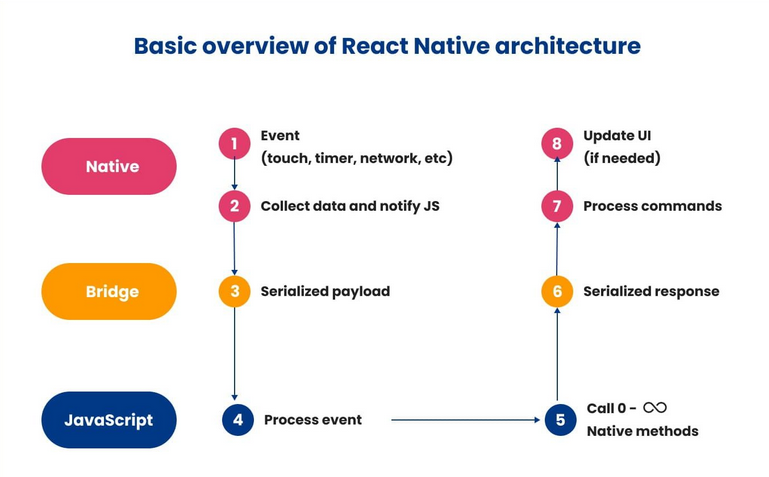 Basic overview of React Native architecture
Native
1
Event
(touch, timer, network, etc)
2
Collect data and notify JS
8
Update UI
(if needed)
7
Process commands
Bridge
3
Serialized payload
6
Serialized response
JavaScript
4
Process event
5
Call 0 - ∞
Native methods